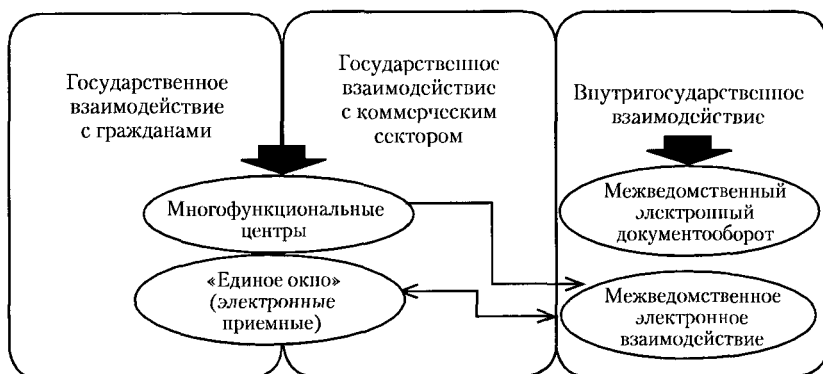 Государственное
взаимодействие
с гражданами
Государственное
взаимодействие
с коммерческим
сектором
Внутригосударственное
взаимодействие
Многофункциональные
центры
«Единое окно»
(электронные
приемные)
Межведомственный
электронный
документооборот
Межведомственное
электронное
взаимодействие